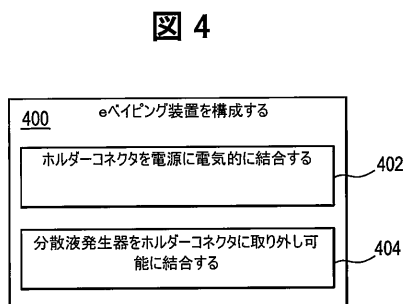 図 4
400
eベイピング装置を構成する
ホルダーコネクタを電源に電気的に結合する
402
分散液発生器をホルダーコネクタに取り外し可
能に結合する
404